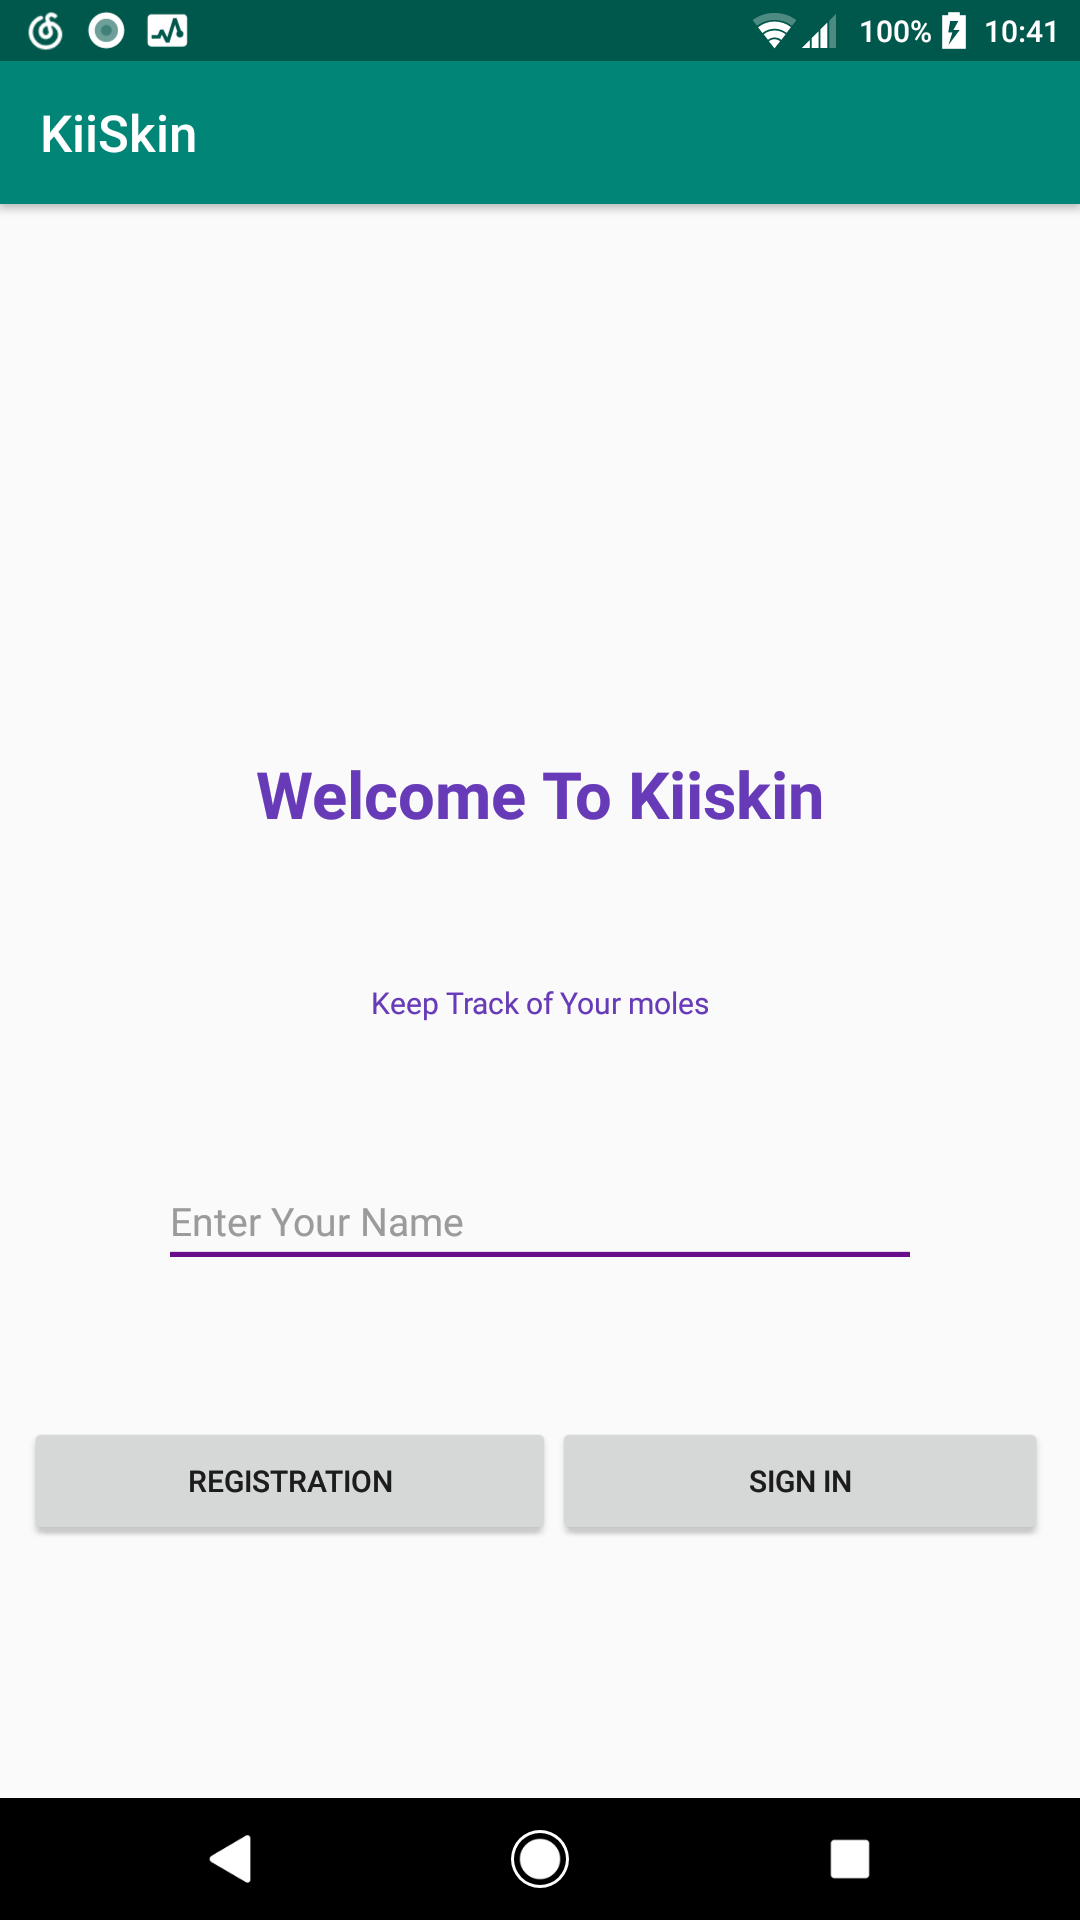 100% 10:41
KiiSkin
Welcome To Kiiskin
Keep Track of Your moles
Enter Your Name
REGISTRATION SIGN IN